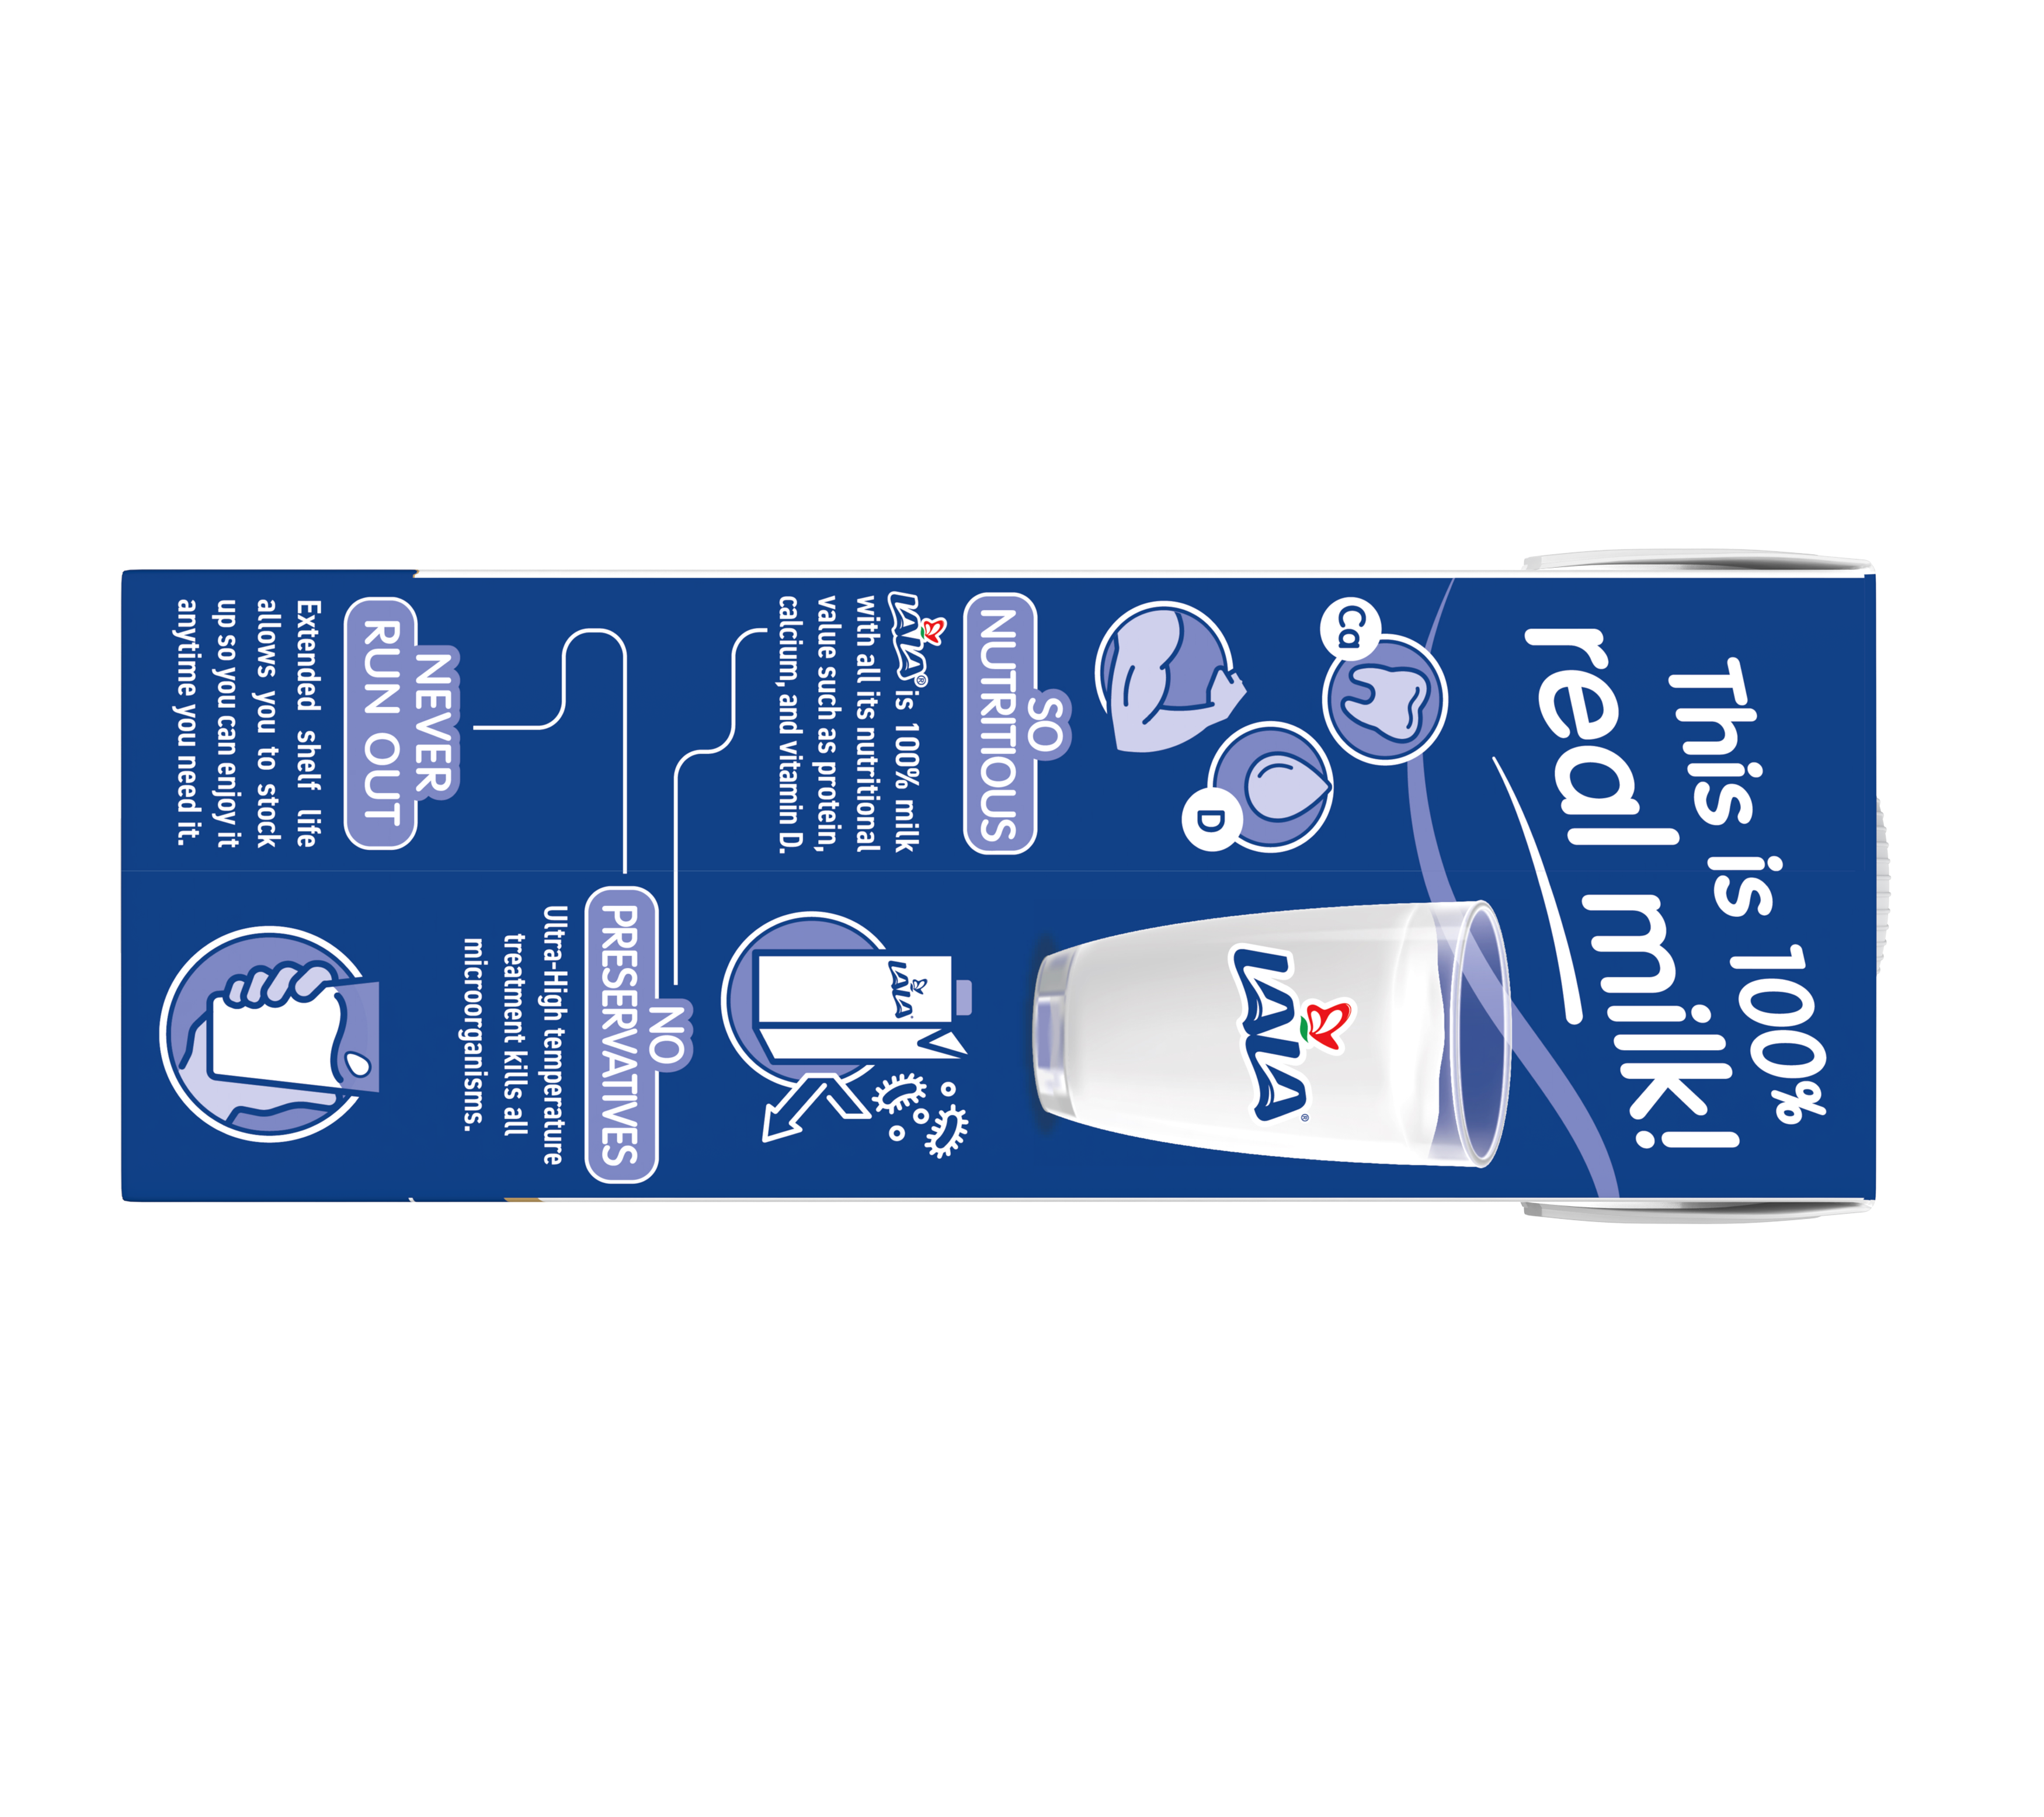 This is 100%
real milk!
Ca
D
LALA®
SO
NUTRITIOUS
LALA® is 100% milk
with all its nutritional
value such as protein,
calcium, and vitamin D.
LALA
NO
PRESERVATIVES
Ultra-High temperature
treatment kills all
microorganisms.
NEVER
RUN OUT
Extended shelf life
allows you to stock
up so you can enjoy it
anytime you need it.